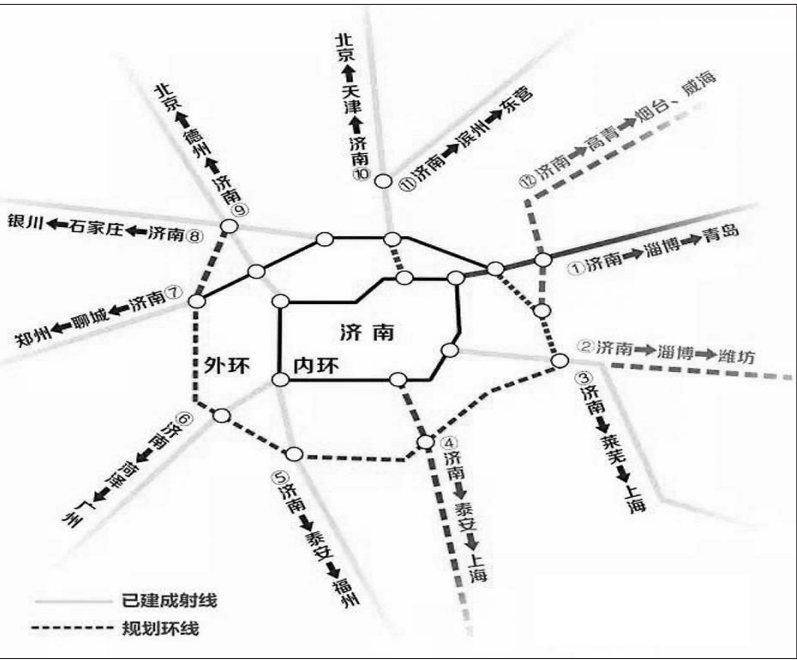 北京←天津←济南⑩
⑪济南→滨州→东营
⑫济南→高青→烟台、威海
北京←德州←济南⑨
银川←石家庄←济南⑧
①济南→淄博→青岛
郑州←聊城←济南⑦
济南
②济南→淄博→潍坊
外环
内环
③济南→莱芜→上海
⑥济南→菏泽→广州
④济南→泰安→上海
⑤济南→泰安→福州
已建成射线
规划环线